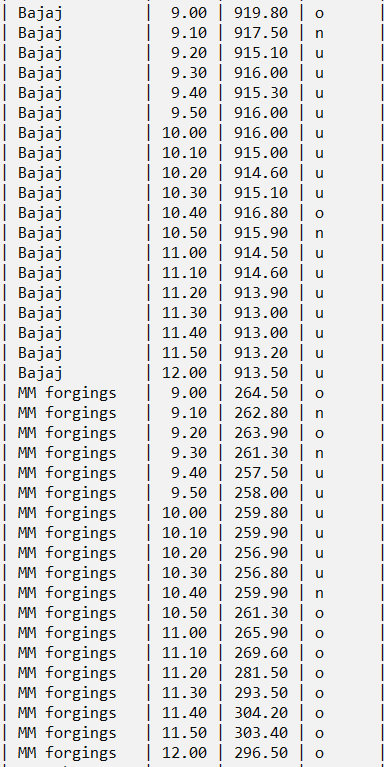 | Bajaj | 9.00 | 919.80 | o |
| Bajaj | 9.10 | 917.50 | n |
| Bajaj | 9.20 | 915.10 | u |
| Bajaj | 9.30 | 916.00 | u |
| Bajaj | 9.40 | 915.30 | u |
| Bajaj | 9.50 | 916.00 | u |
| Bajaj | 10.00 | 916.00 | u |
| Bajaj | 10.10 | 915.00 | u |
| Bajaj | 10.20 | 914.60 | u |
| Bajaj | 10.30 | 915.10 | u |
| Bajaj | 10.40 | 916.80 | o |
| Bajaj | 10.50 | 915.90 | n |
| Bajaj | 11.00 | 914.50 | u |
| Bajaj | 11.10 | 914.60 | u |
| Bajaj | 11.20 | 913.90 | u |
| Bajaj | 11.30 | 913.00 | u |
| Bajaj | 11.40 | 913.00 | u |
| Bajaj | 11.50 | 913.20 | u |
| Bajaj | 12.00 | 913.50 | u |
| MM forgings | 9.00 | 264.50 | o |
| MM forgings | 9.10 | 262.80 | n |
| MM forgings | 9.20 | 263.90 | o |
| MM forgings | 9.30 | 261.30 | n |
| MM forgings | 9.40 | 257.50 | u |
| MM forgings | 9.50 | 258.00 | u |
| MM forgings | 10.00 | 259.80 | u |
| MM forgings | 10.10 | 259.90 | u |
| MM forgings | 10.20 | 256.90 | u |
| MM forgings | 10.30 | 256.80 | u |
| MM forgings | 10.40 | 259.90 | n |
| MM forgings | 10.50 | 261.30 | o |
| MM forgings | 11.00 | 265.90 | o |
| MM forgings | 11.10 | 269.60 | o |
| MM forgings | 11.20 | 281.50 | o |
| MM forgings | 11.30 | 293.50 | o |
| MM forgings | 11.40 | 304.20 | o |
| MM forgings | 11.50 | 303.40 | o |
| MM forgings | 12.00 | 296.50 | o |